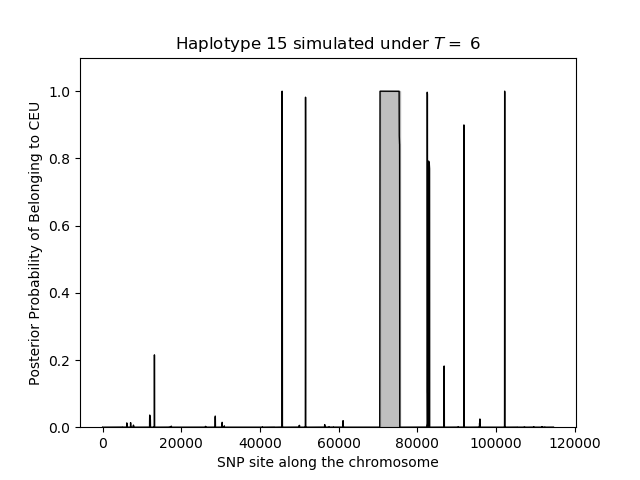 Haplotype 15 simulated under T = 6
Posterior Probability of Belonging to CEU
1.0
0.8
0.6
0.4
0.2
0.0
0 20000 40000 60000 80000 100000 120000
SNP site along the chromosome